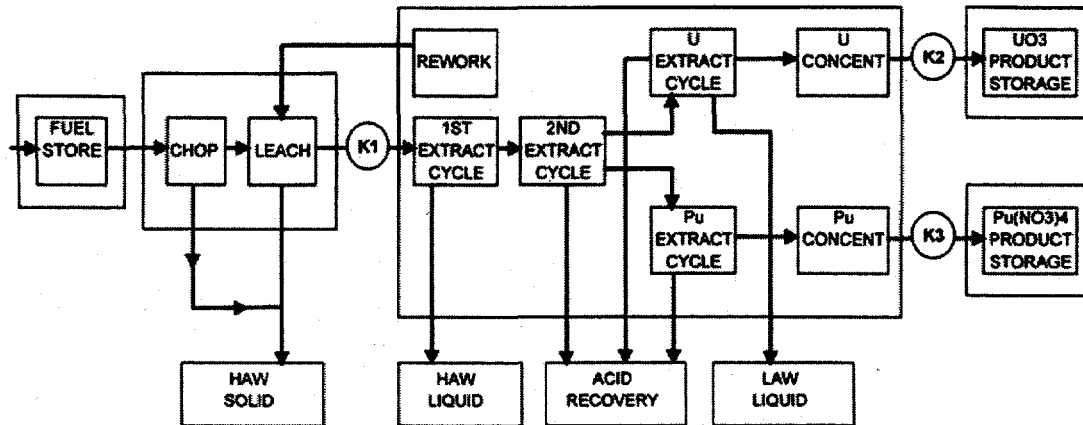 REWORK
U
EXTRACT
CYCLE
U
CONCENT
K2
UO3
PRODUCT
STORAGE
FUEL
STORE
CHOP
LEACH
K1
1ST
EXTRACT
CYCLE
2ND
EXTRACT
CYCLE
Pu
EXTRACT
CYCLE
Pu
CONCENT
K3
Pu(NO3)4
PRODUCT
STORAGE
HAW
SOLID
HAW
LIQUID
ACID
RECOVERY
LAW
LIQUID